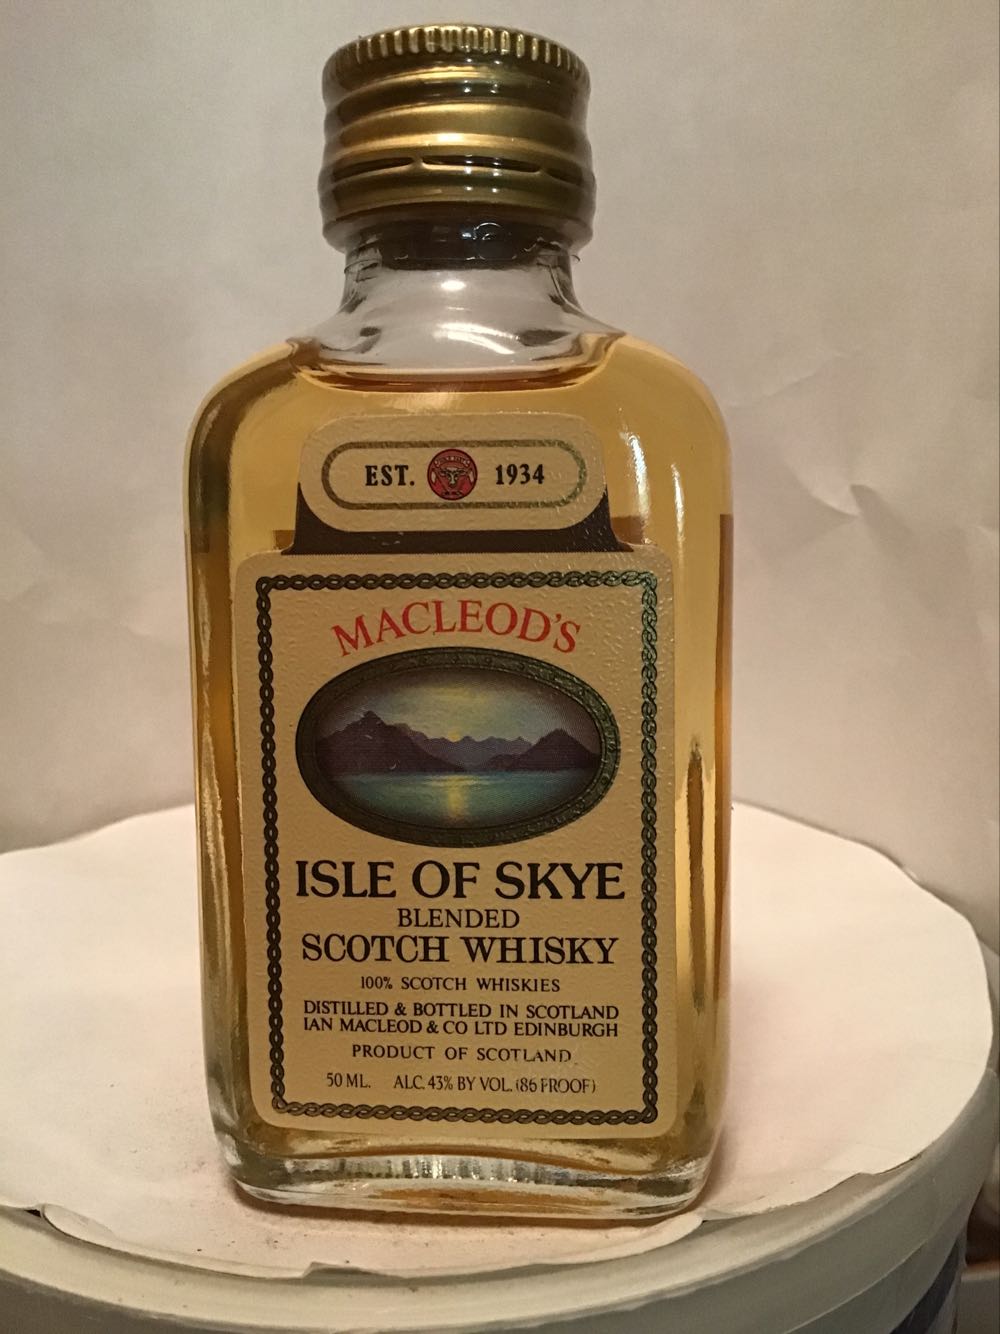 EST. 1934
MACLEOD'S
ISLE OF SKYE
BLENDED
SCOTCH WHISKY
100% SCOTCH WHISKIES
DISTILLED & BOTTLED IN SCOTLAND
IAN MACLEOD & CO LTD EDINBURGH
PRODUCT OF SCOTLAND
50 ML. ALC. 43% BY VOL. (86 PROOF)